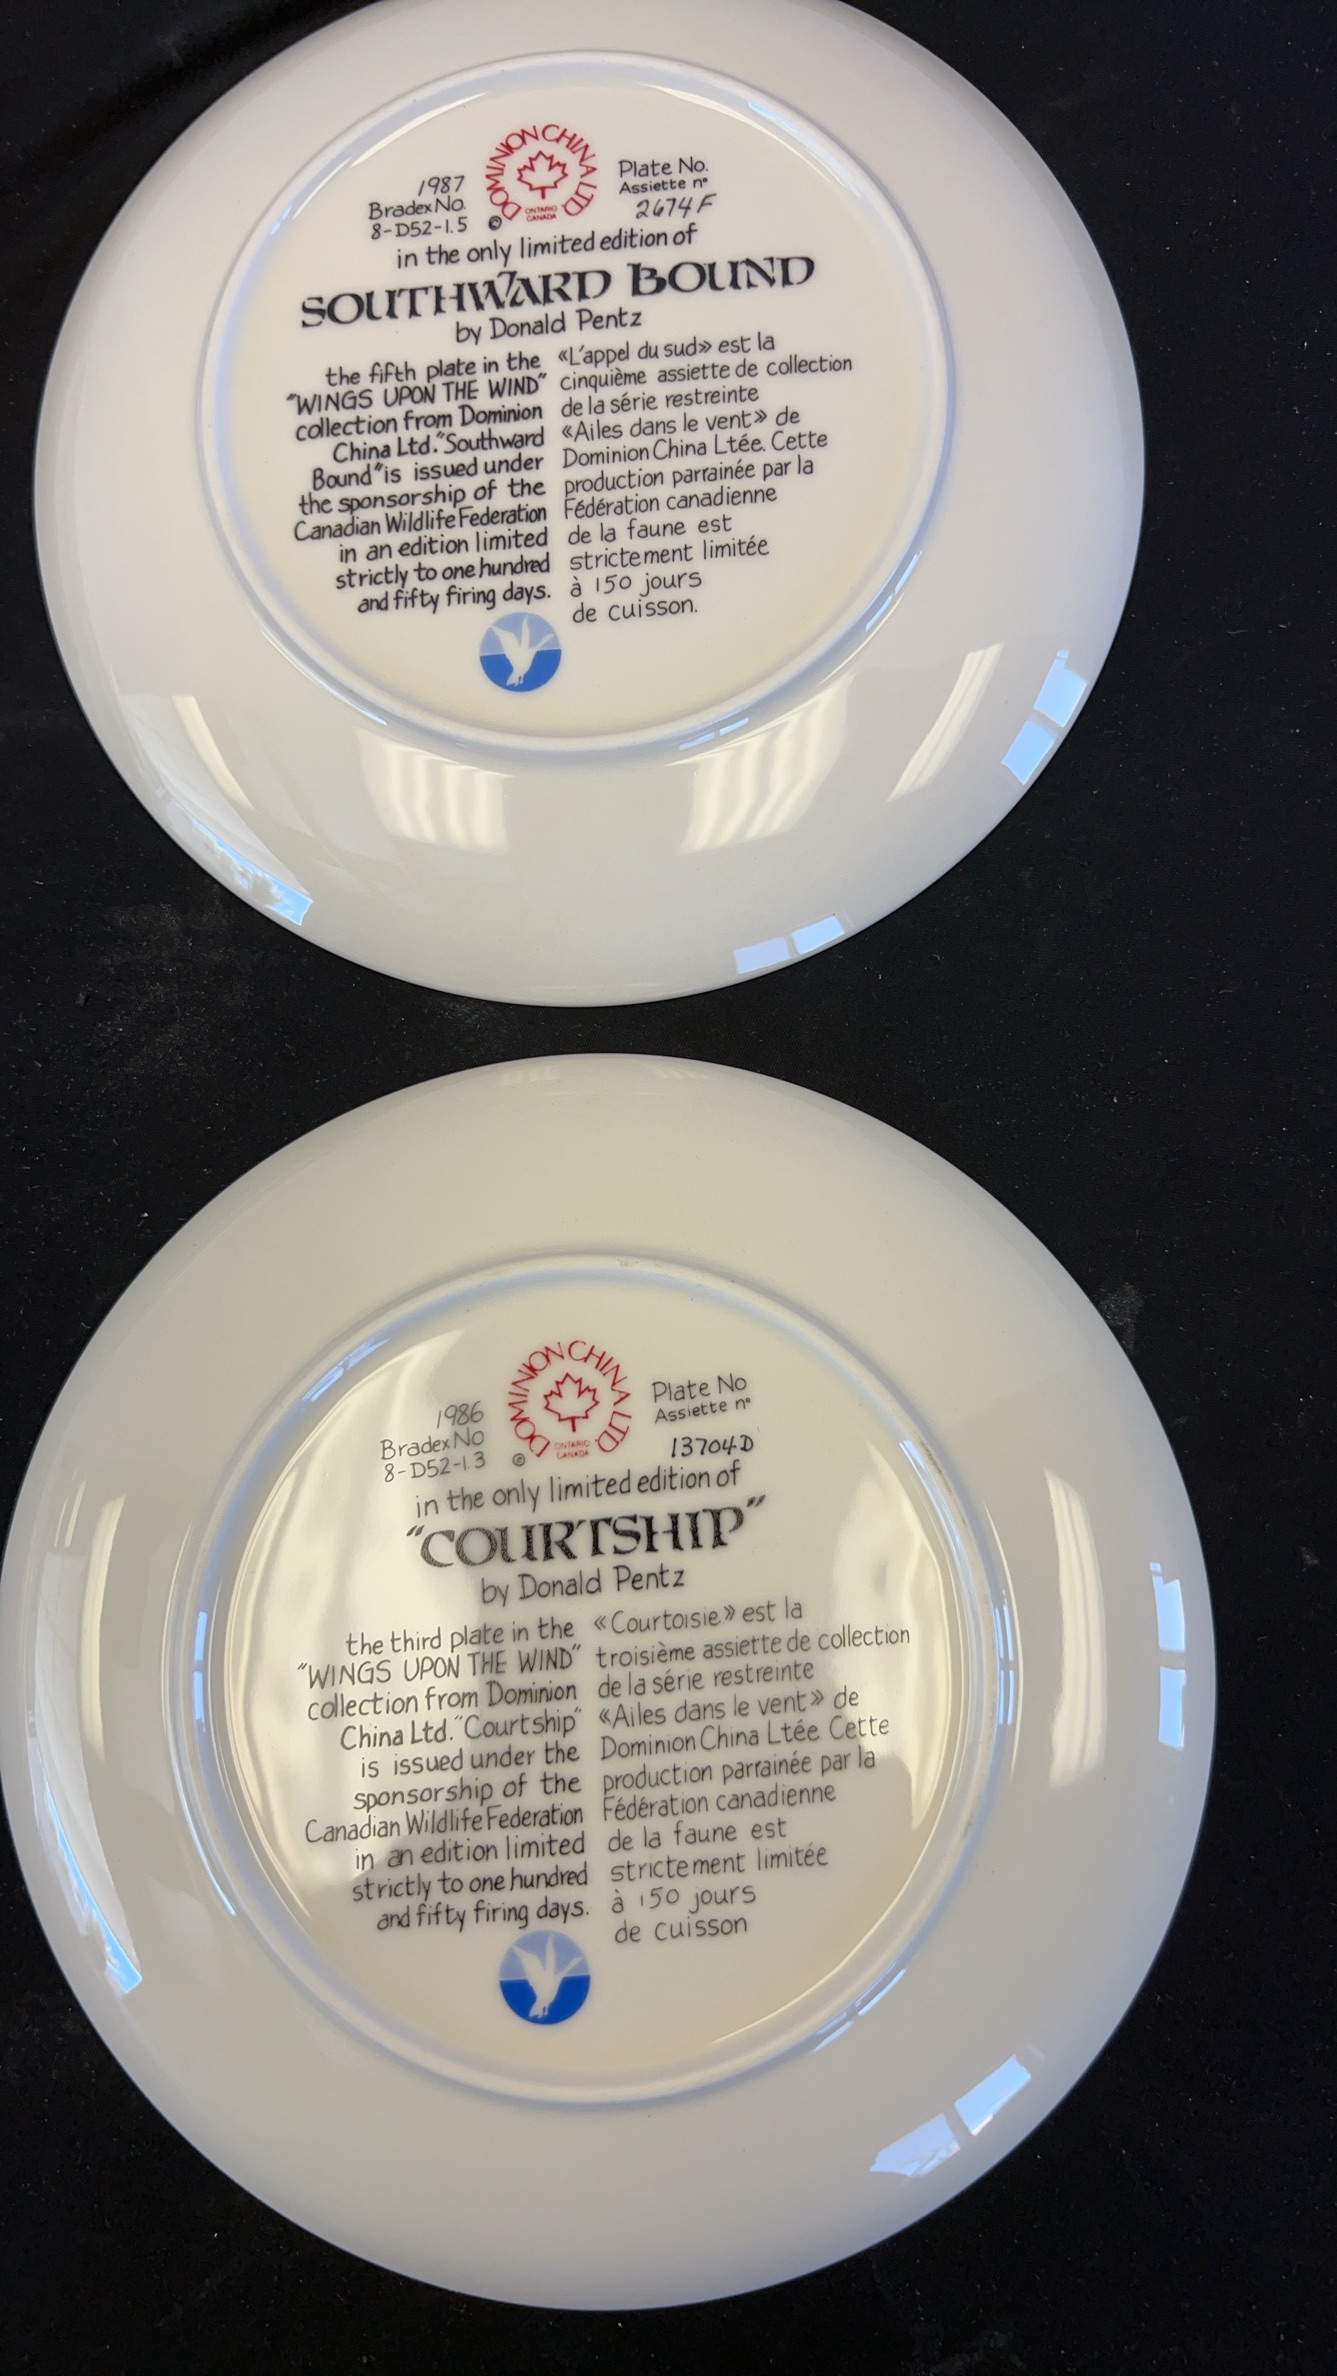 DOMINION CHINA LTD
ONTARIO
CANADA
©
1987
Bradex No.
8-D52-1.5
Plate No.
Assiette nº
2674F
in the only limited edition of
SOUTHWARD BOUND
by Donald Pentz
the fifth plate in the
"WINGS UPON THE WIND"
collection from Dominion
China Ltd. "Southward
Bound" is issued under
the sponsorship of the
Canadian Wildlife Federation
in an edition limited
strictly to one hundred
and fifty firing days.
«L'appel du sud» est la
cinquième assiette de collection
de la série restreinte
«Ailes dans le vent» de
Dominion China Ltée. Cette
production parrainée par la
Fédération canadienne
de la faune est
strictement limitée
à 150 jours
de cuisson.
DOMINION CHINA LTD
ONTARIO
CANADA
©
1986
Bradex No
8-D52-1.3
Plate No
Assiette nº
13704D
in the only limited edition of
"COURTSHIP"
by Donald Pentz
the third plate in the
"WINGS UPON THE WIND"
collection from Dominion
China Ltd. "Courtship"
is issued under the
sponsorship of the
Canadian Wildlife Federation
in an edition limited
strictly to one hundred
and fifty firing days.
«Courtoisie» est la
troisième assiette de collection
de la série restreinte
«Ailes dans le vent» de
Dominion China Ltée. Cette
production parrainée par la
Fédération canadienne
de la faune est
strictement limitée
à 150 jours
de cuisson